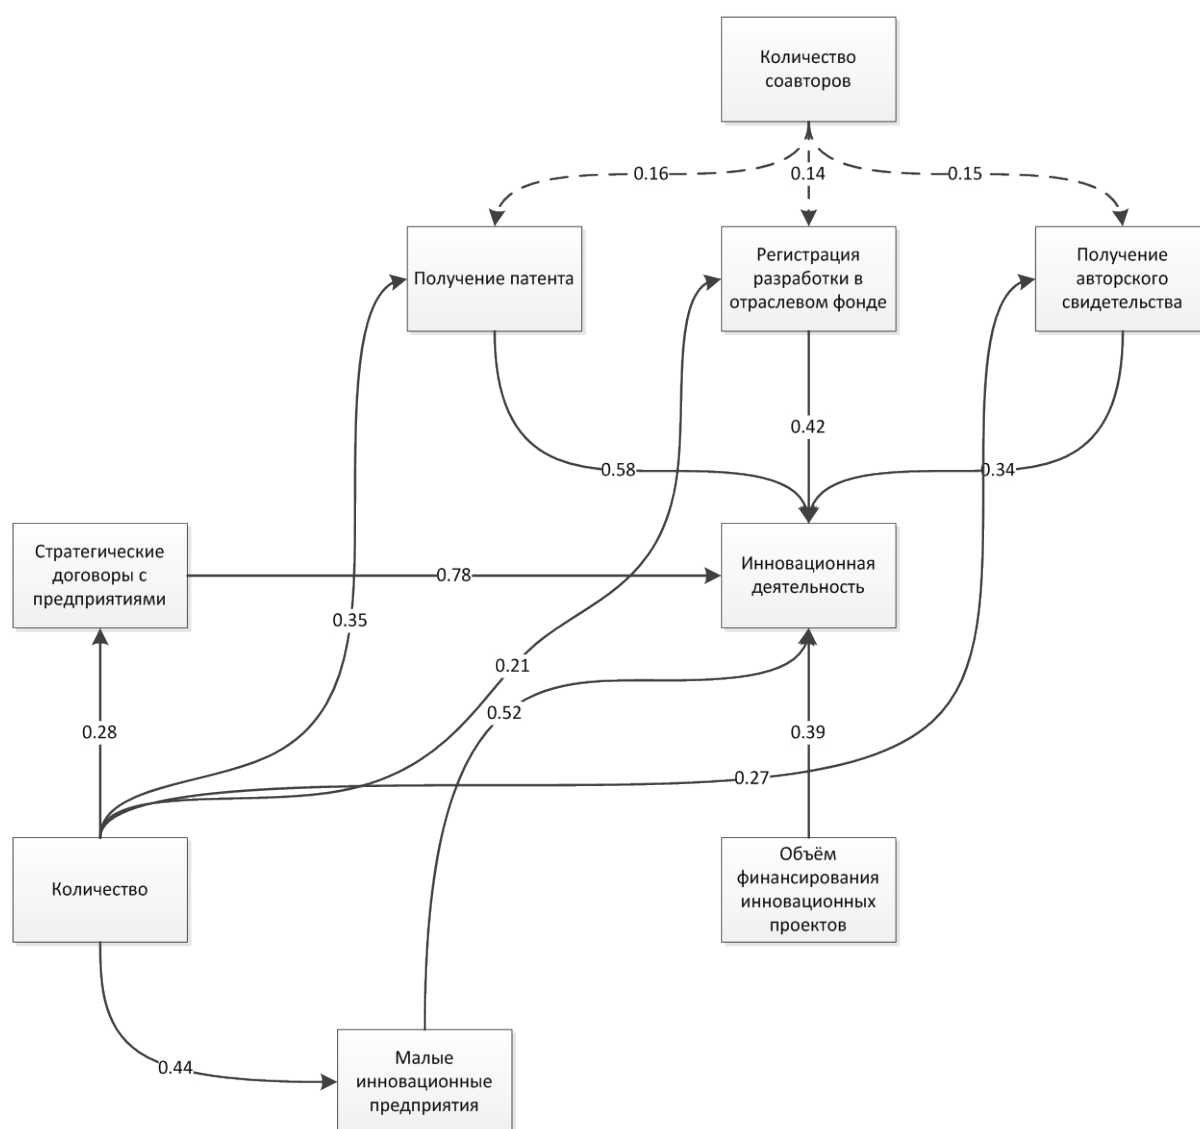 Количество
соавторов
0.16
0.14
0.15
Получение патента
Регистрация
разработки в
отраслевом фонде
Получение
авторского
свидетельства
0.42
0.58
0.34
Стратегические
договоры с
предприятиями
0.78
Инновационная
деятельность
0.35
0.21
0.52
0.28
0.39
0.27
Количество
Объём
финансирования
инновационных
проектов
0.44
Малые
инновационные
предприятия